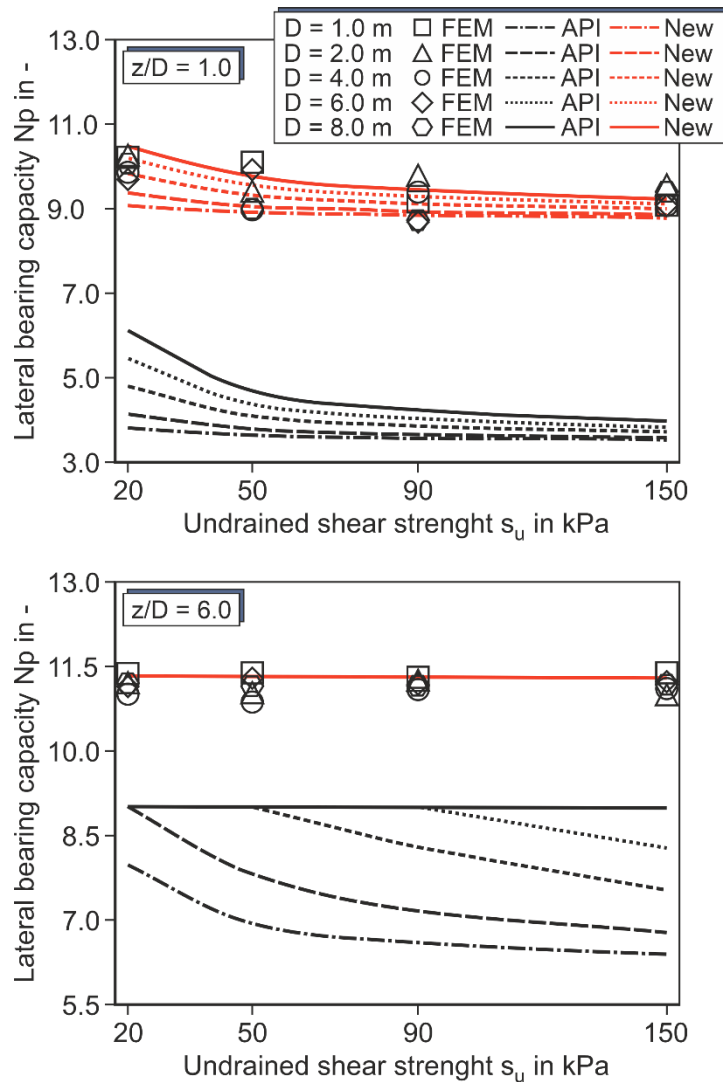 D = 1.0 m FEM API New
D = 2.0 m FEM API New
D = 4.0 m FEM API New
D = 6.0 m FEM API New
D = 8.0 m FEM API New
z/D = 1.0
Lateral bearing capacity Np in -
13.0
11.0
9.0
7.0
5.0
3.0
20 50 90 150
Undrained shear strenght su in kPa
z/D = 6.0
Lateral bearing capacity Np in -
13.0
11.5
10.0
8.5
7.0
5.5
20 50 90 150
Undrained shear strenght su in kPa